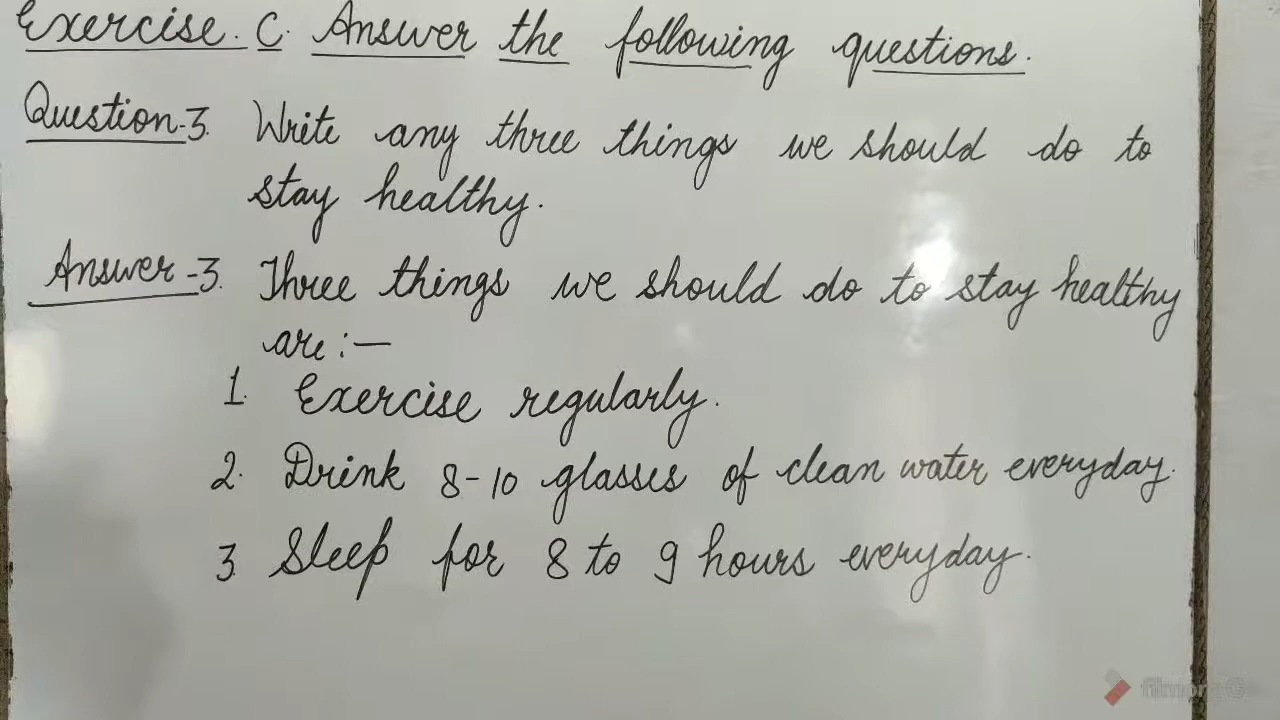 Exercise. C. Answer the following questions.
Question-3. Write any three things we should do to
stay healthy.
Answer-3. Three things we should do to stay healthy
are:—
1. Exercise regularly.
2. Drink 8-10 glasses of clean water everyday.
3. Sleep for 8 to 9 hours everyday.